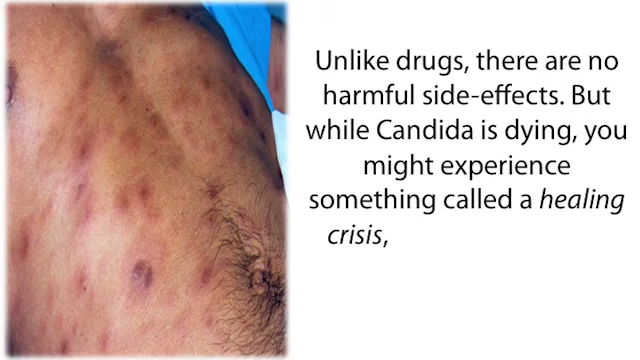 Unlike drugs, there are no
harmful side-effects. But
while Candida is dying, you
might experience
something called a healing
crisis,